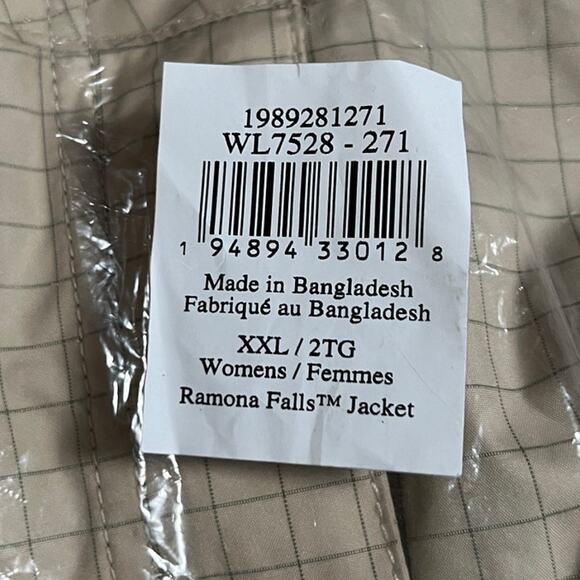 1989281271
WL7528 - 271
1 94894 33012 8
Made in Bangladesh
Fabriqué au Bangladesh
XXL / 2TG
Womens / Femmes
Ramona Falls™ Jacket